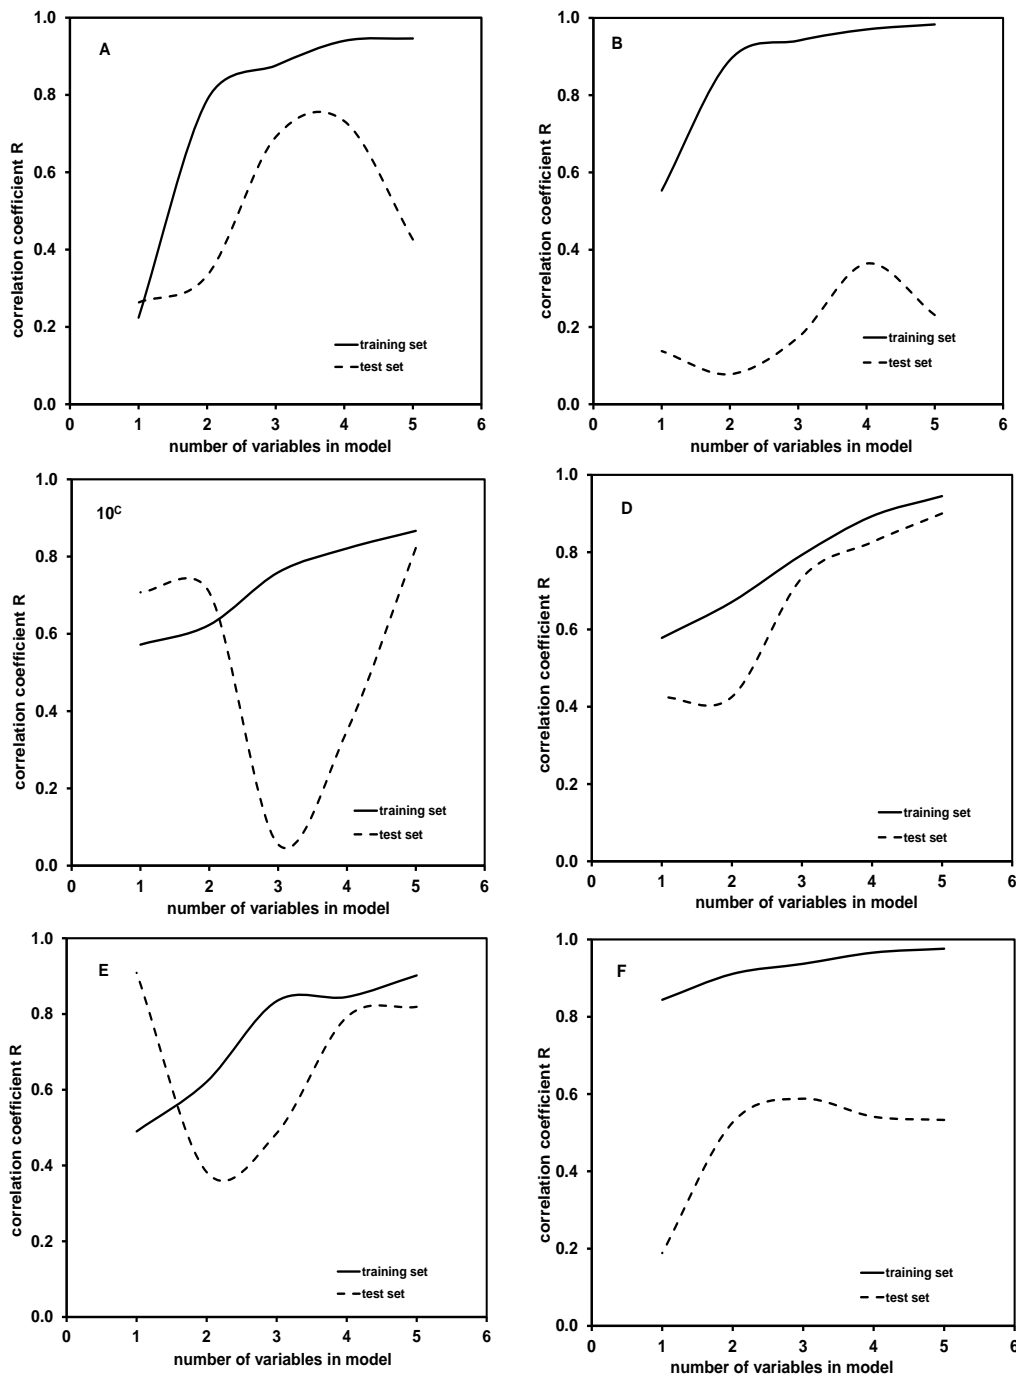 A
1.0
0.8
0.6
0.4
0.2
0.0
correlation coefficient R
training set
test set
0 1 2 3 4 5 6
number of variables in model
B
1.0
0.8
0.6
0.4
0.2
0.0
correlation coefficient R
training set
test set
0 1 2 3 4 5 6
number of variables in model
10C
1.0
0.8
0.6
0.4
0.2
0.0
correlation coefficient R
training set
test set
0 1 2 3 4 5 6
number of variables in model
D
1.0
0.8
0.6
0.4
0.2
0.0
correlation coefficient R
training set
test set
0 1 2 3 4 5 6
number of variables in model
E
1.0
0.8
0.6
0.4
0.2
0.0
correlation coefficient R
training set
test set
0 1 2 3 4 5 6
number of variables in model
F
1.0
0.8
0.6
0.4
0.2
0.0
correlation coefficient R
training set
test set
0 1 2 3 4 5 6
number of variables in model